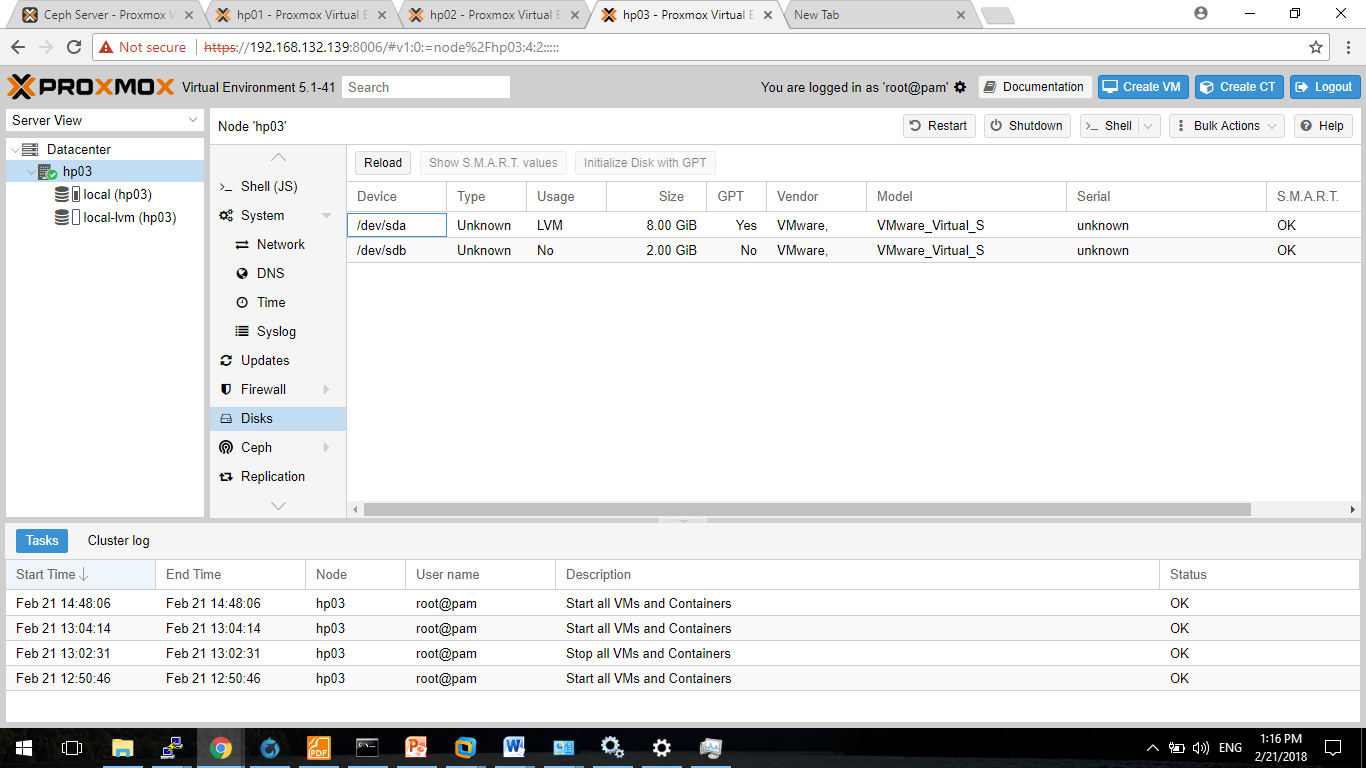 Ceph Server - Proxmox V
hp01 - Proxmox Virtual E
hp02 - Proxmox Virtual E
hp03 - Proxmox Virtual E
New Tab
Not secure https://192.168.132.139:8006/#v1:0:=node%2Fhp03:4:2:::::
PROXMOX Virtual Environment 5.1-41 Search You are logged in as 'root@pam' Documentation Create VM Create CT Logout
Server View
Node 'hp03' Restart Shutdown >_ Shell Bulk Actions Help
Datacenter
hp03
local (hp03)
local-lvm (hp03)
>_ Shell (JS)
System
Network
DNS
Time
Syslog
Updates
Firewall
Disks
Ceph
Replication
Reload Show S.M.A.R.T. values Initialize Disk with GPT
Device Type Usage Size GPT Vendor Model Serial S.M.A.R.T.
/dev/sda Unknown LVM 8.00 GiB Yes VMware, VMware_Virtual_S unknown OK
/dev/sdb Unknown No 2.00 GiB No VMware, VMware_Virtual_S unknown OK
Tasks Cluster log
Start Time End Time Node User name Description Status
Feb 21 14:48:06 Feb 21 14:48:06 hp03 root@pam Start all VMs and Containers OK
Feb 21 13:04:14 Feb 21 13:04:14 hp03 root@pam Start all VMs and Containers OK
Feb 21 13:02:31 Feb 21 13:02:31 hp03 root@pam Stop all VMs and Containers OK
Feb 21 12:50:46 Feb 21 12:50:46 hp03 root@pam Start all VMs and Containers OK
PDF
ENG
1:16 PM
2/21/2018